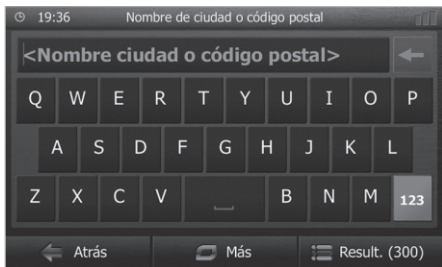 19:36 Nombre de ciudad o código postal
<Nombre ciudad o código postal>
Q W E R T Y U I O P
A S D F G H J K L
Z X C V B N M 123
Atrás Más Result. (300)